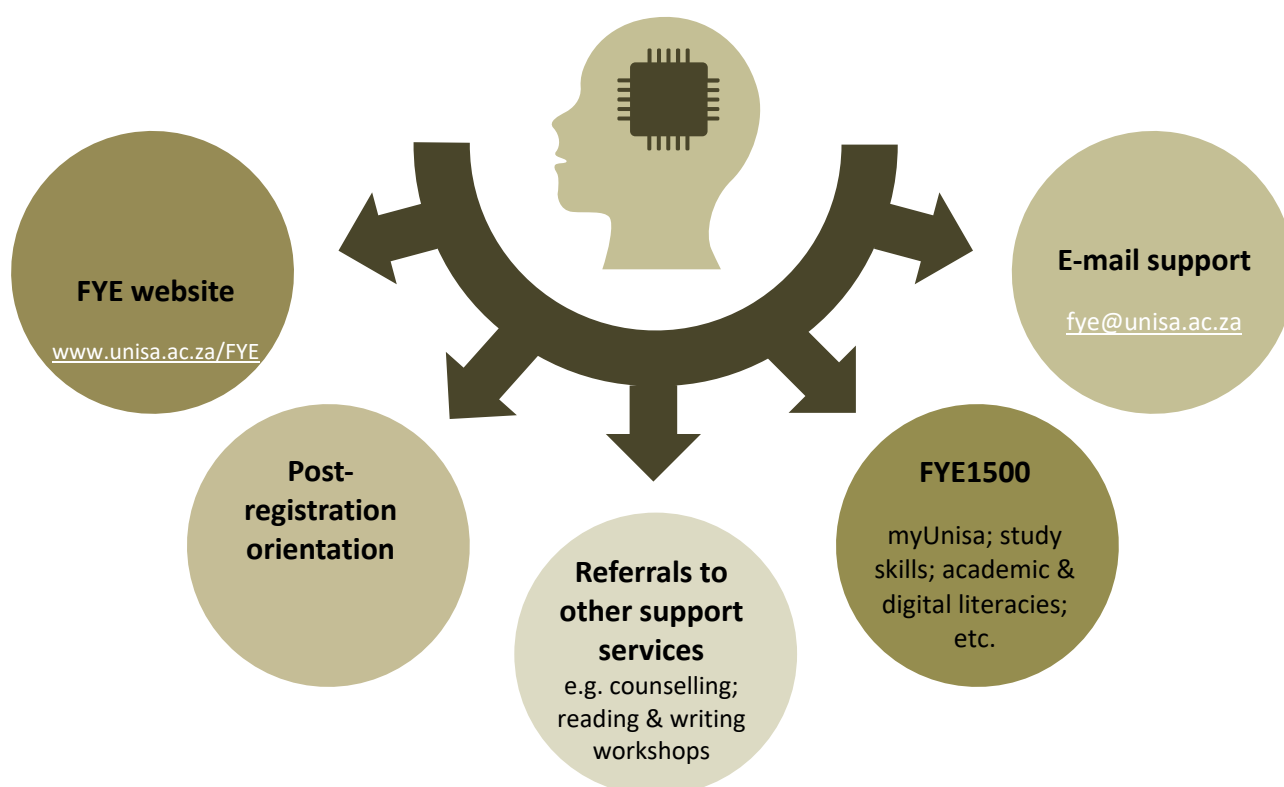 FYE website
www.unisa.ac.za/FYE
Post-
registration
orientation
Referrals to
other support
services
e.g. counselling;
reading & writing
workshops
FYE1500
myUnisa; study
skills; academic &
digital literacies;
etc.
E-mail support
fye@unisa.ac.za